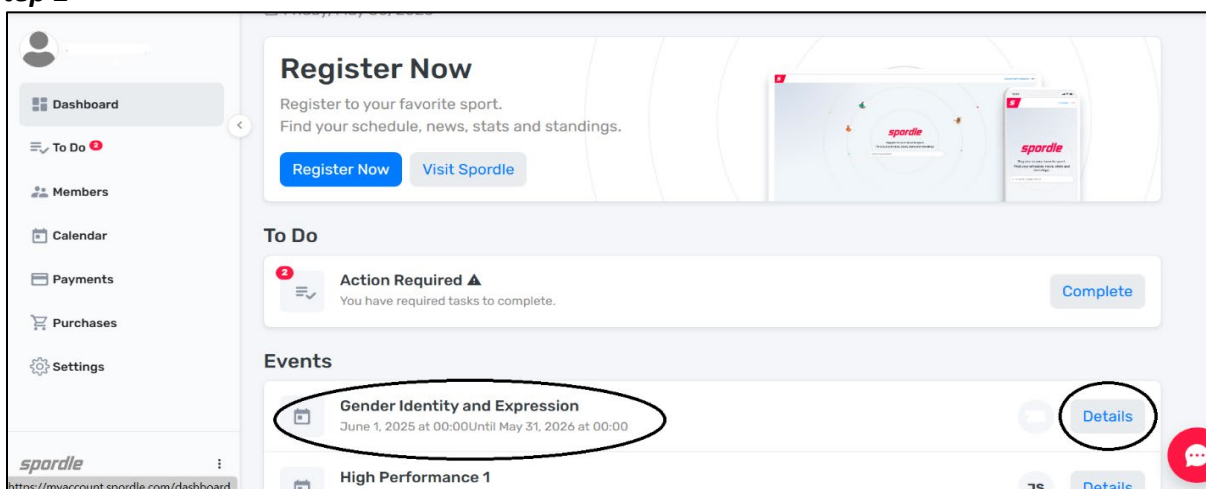 Dashboard
To Do 2
Members
Calendar
Payments
Purchases
Settings
spordle
https://myaccount.spordle.com/dashboard
Register Now
Register to your favorite sport.
Find your schedule, news, stats and standings.
Register Now
Visit Spordle
spordle
spordle
To Do
2
Action Required
You have required tasks to complete.
Complete
Events
Gender Identity and Expression
June 1, 2025 at 00:00Until May 31, 2026 at 00:00
Details
High Performance 1
JS
Details